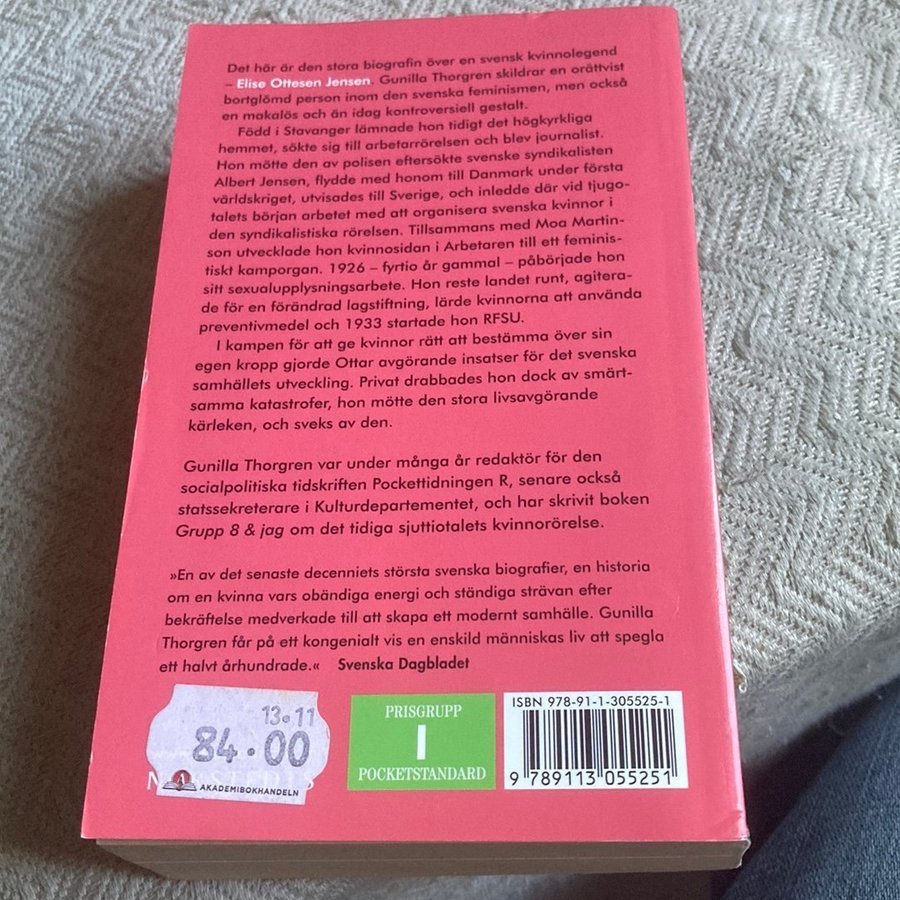 Det här är den stora biografin över en svensk kvinnolegend
– Elise Ottesen Jensen. Gunilla Thorgren skildrar en orättvist
bortglömd person inom den svenska feminismen, men också
en makalös och än idag kontroversiell gestalt.
Född i Stavanger lämnade hon tidigt det högkyrkliga
hemmet, sökte sig till arbetarrörelsen och blev journalist.
Hon mötte den av polisen eftersökte svenske syndikalisten
Albert Jensen, flydde med honom till Danmark under första
världskriget, utvisades till Sverige, och inledde där vid tjugo-
talets början arbetet med att organisera svenska kvinnor i
den syndikalistiska rörelsen. Tillsammans med Moa Martin-
son utvecklade hon kvinnosidan i Arbetaren till ett feminis-
tiskt kamporgan. 1926 – fyrtio år gammal – påbörjade hon
sitt sexualupplysningsarbete. Hon reste landet runt, agitera-
de för en förändrad lagstiftning, lärde kvinnorna att använda
preventivmedel och 1933 startade hon RFSU.
I kampen för att ge kvinnor rätt att bestämma över sin
egen kropp gjorde Ottar avgörande insatser för det svenska
samhällets utveckling. Privat drabbades hon dock av smärt-
samma katastrofer, hon mötte den stora livsavgörande
kärleken, och sveks av den.
Gunilla Thorgren var under många år redaktör för den
socialpolitiska tidskriften Pockettidningen R, senare också
statssekreterare i Kulturdepartementet, och har skrivit boken
Grupp 8 & jag om det tidiga sjuttiotalets kvinnorörelse.
»En av det senaste decenniets största svenska biografier, en historia
om en kvinna vars obändiga energi och ständiga strävan efter
bekräftelse medverkade till att skapa ett modernt samhälle. Gunilla
Thorgren får på ett kongenialt vis en enskild människas liv att spegla
ett halvt århundrade.« Svenska Dagbladet
13.11
84.00
AKADEMIBOKHANDELN
PRISGRUPP
I
POCKETSTANDARD
ISBN 978-91-1-305525-1
9 789113 055251